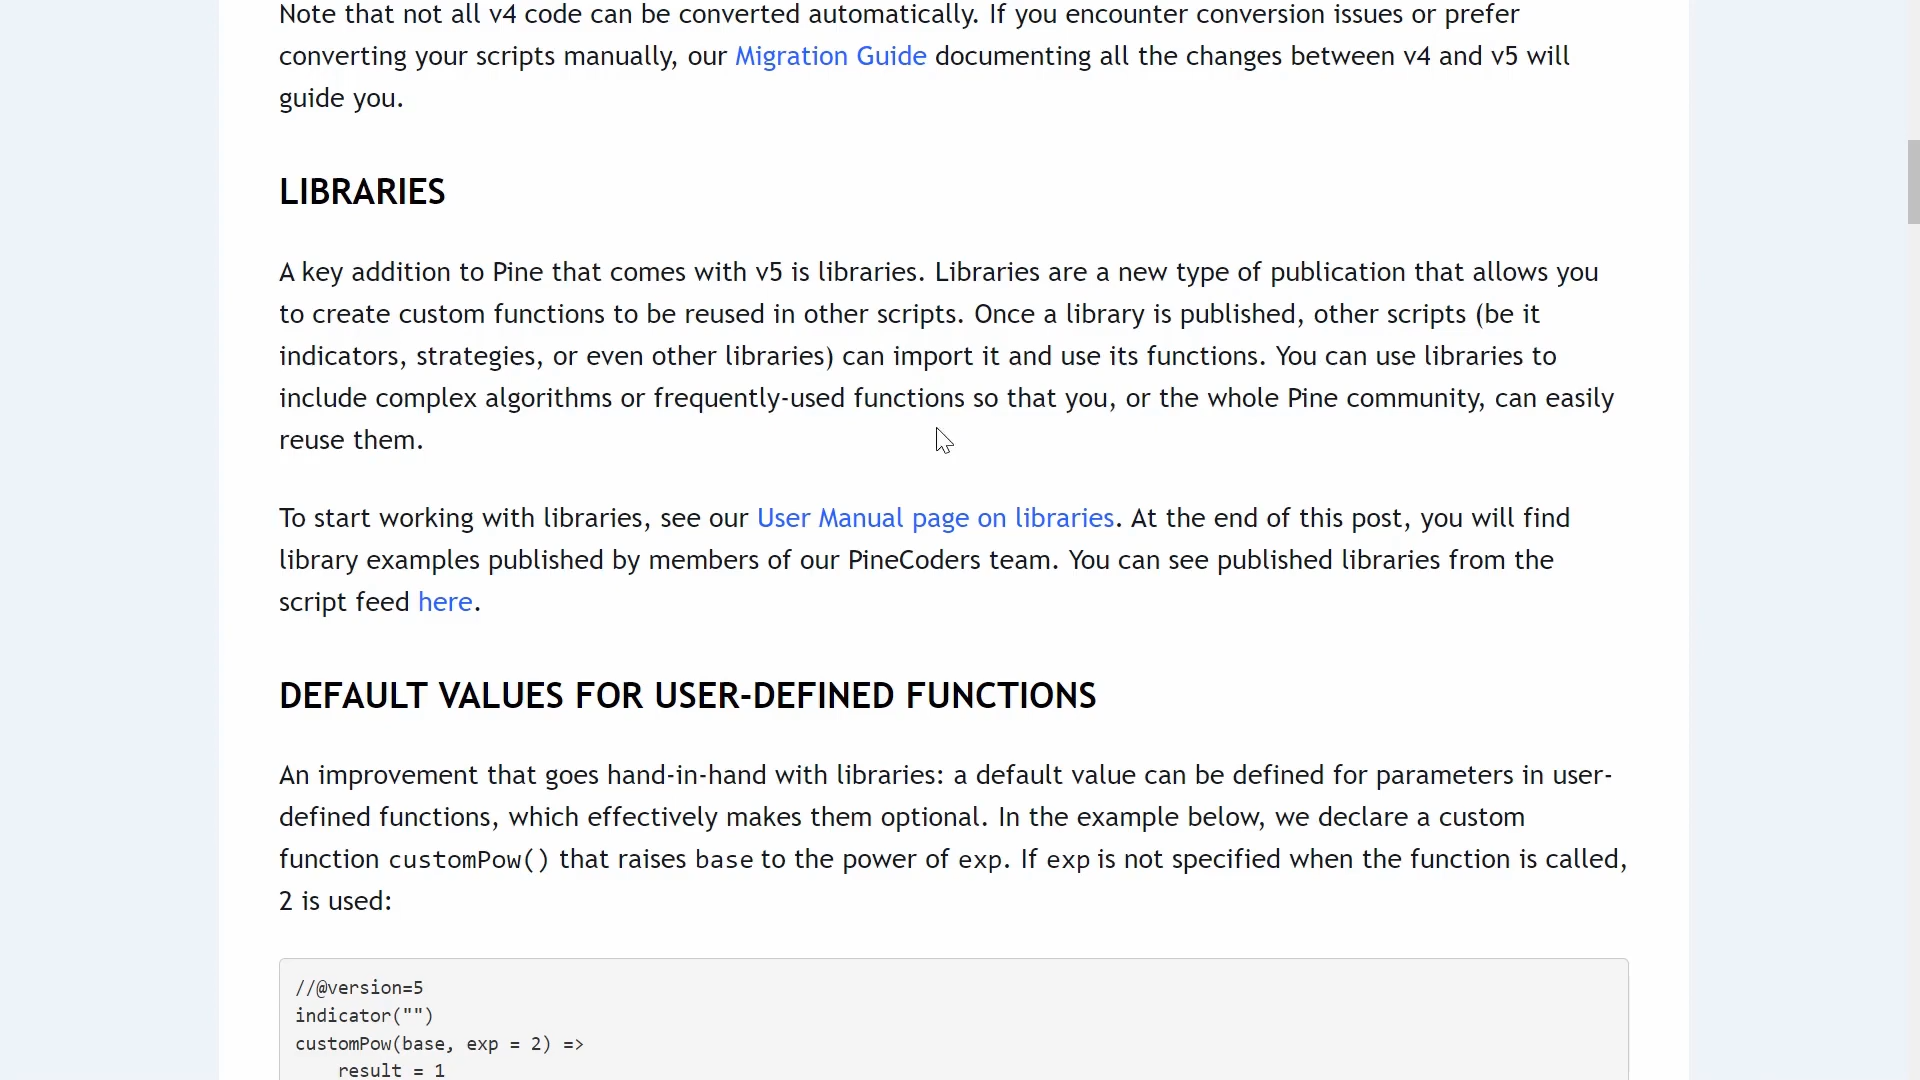 Note that not all v4 code can be converted automatically. If you encounter conversion issues or prefer
converting your scripts manually, our Migration Guide documenting all the changes between v4 and v5 will
guide you.
LIBRARIES
A key addition to Pine that comes with v5 is libraries. Libraries are a new type of publication that allows you
to create custom functions to be reused in other scripts. Once a library is published, other scripts (be it
indicators, strategies, or even other libraries) can import it and use its functions. You can use libraries to
include complex algorithms or frequently-used functions so that you, or the whole Pine community, can easily
reuse them.
To start working with libraries, see our User Manual page on libraries. At the end of this post, you will find
library examples published by members of our PineCoders team. You can see published libraries from the
script feed here.
DEFAULT VALUES FOR USER-DEFINED FUNCTIONS
An improvement that goes hand-in-hand with libraries: a default value can be defined for parameters in user-
defined functions, which effectively makes them optional. In the example below, we declare a custom
function customPow() that raises base to the power of exp. If exp is not specified when the function is called,
2 is used:
//@version=5
indicator("")
customPow(base, exp = 2) =>
    result = 1